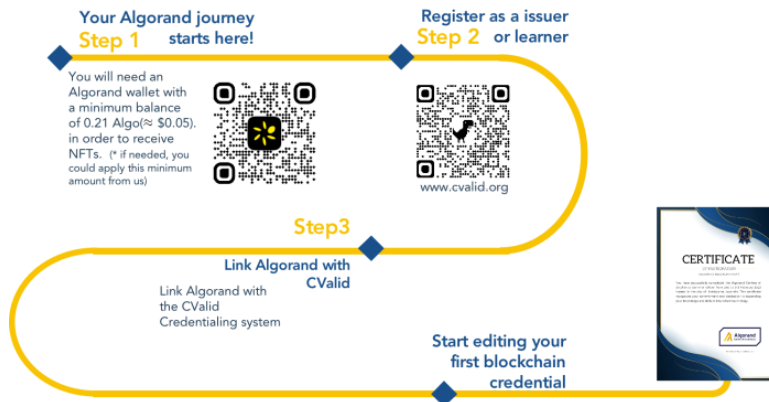 Your Algorand journey
Step 1 starts here!
You will need an
Algorand wallet with
a minimum balance
of 0.21 Algo(≈ $0.05).
in order to receive
NFTs. (* if needed, you
could apply this minimum
amount from us)
Register as a issuer
Step 2 or learner
www.cvalid.org
Step3
Link Algorand with
CValid
Link Algorand with
the CValid
Credentialing system
Start editing your
first blockchain
credential
CERTIFICATE
Algorand